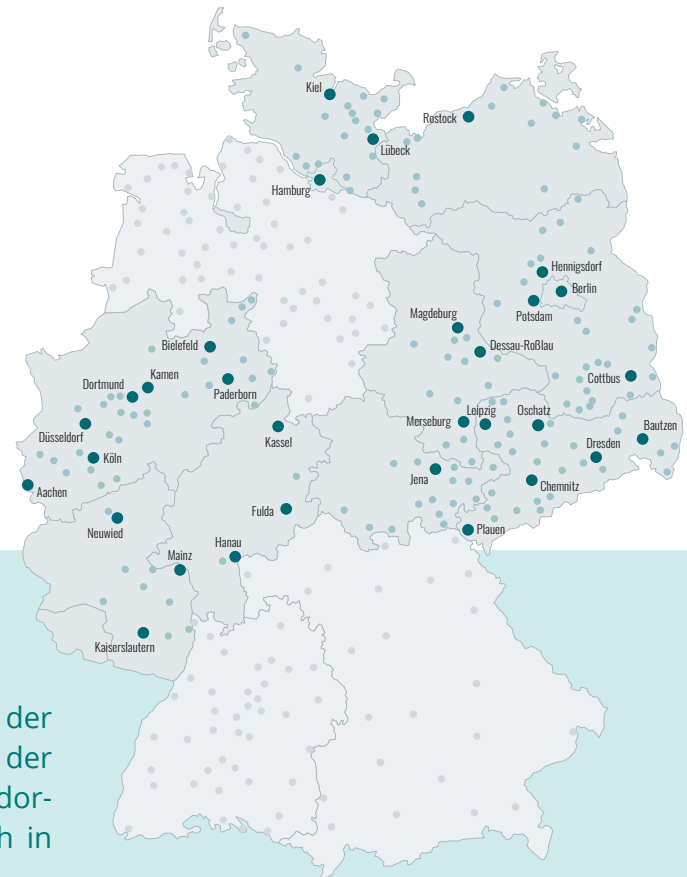 Kiel
Rostock
Lübeck
Hamburg
Hennigsdorf
Berlin
Potsdam
Magdeburg
Dessau-Roßlau
Bielefeld
Kamen
Dortmund
Paderborn
Cottbus
Leipzig
Oschatz
Merseburg
Bautzen
Düsseldorf
Kassel
Dresden
Köln
Jena
Chemnitz
Aachen
Fulda
Plauen
Neuwied
Hanau
Mainz
Kaiserslautern
der
der
dor-
h in